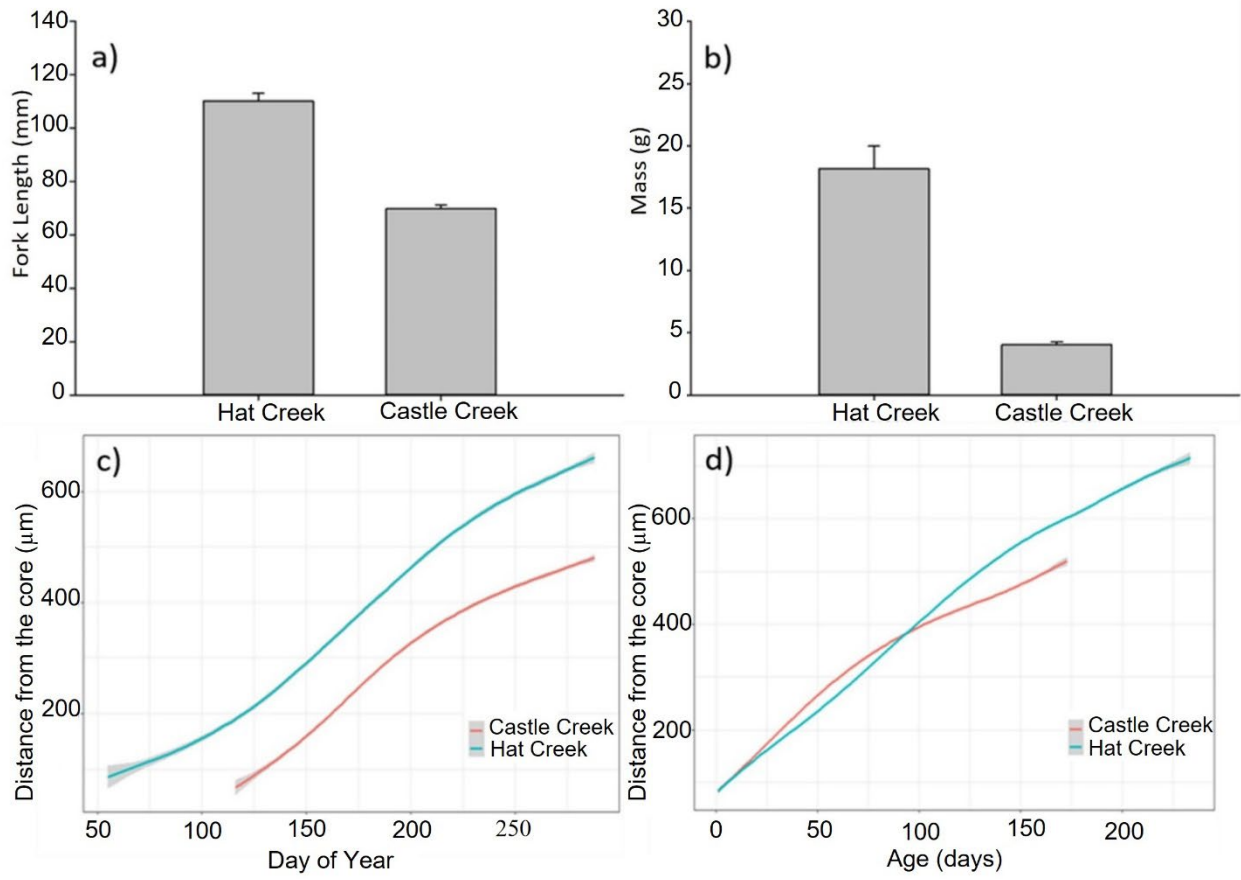 a)
Fork Length (mm)
140
120
100
80
60
40
20
0
Hat Creek
Castle Creek
b)
Mass (g)
30
25
20
15
10
5
0
Hat Creek
Castle Creek
c)
Distance from the core (μm)
600
400
200
50
100
150
200
250
Day of Year
Castle Creek
Hat Creek
d)
Distance from the core (μm)
600
400
200
0
50
100
150
200
Age (days)
Castle Creek
Hat Creek